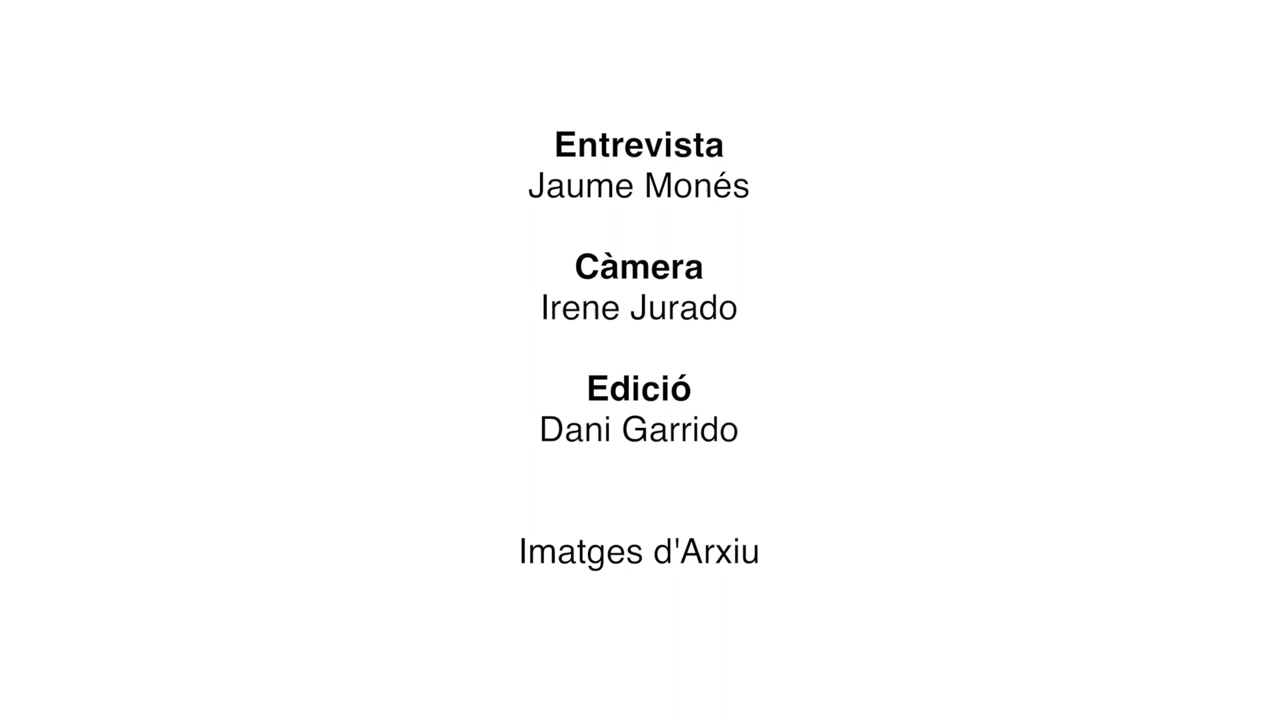 Entrevista
Jaume Monés
Càmera
Irene Jurado
Edició
Dani Garrido
Imatges d'Arxiu